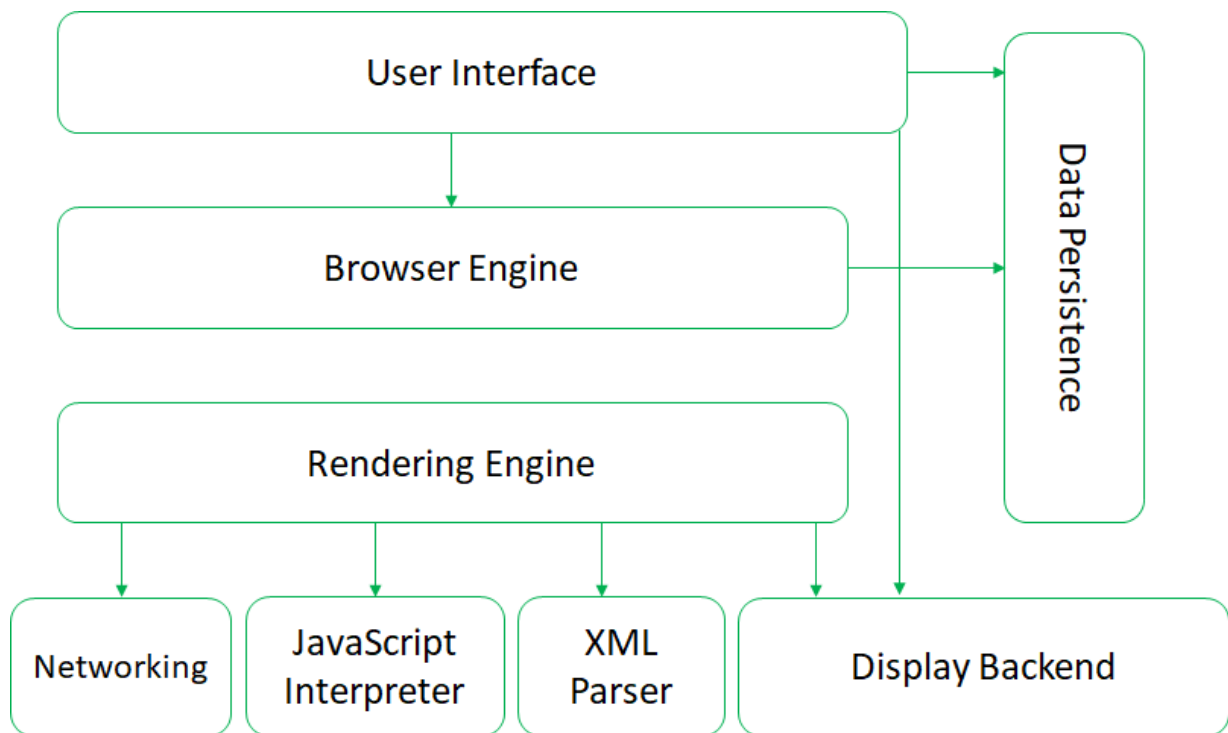 User Interface
Data Persistence
Browser Engine
Rendering Engine
Networking
JavaScript
Interpreter
XML
Parser
Display Backend